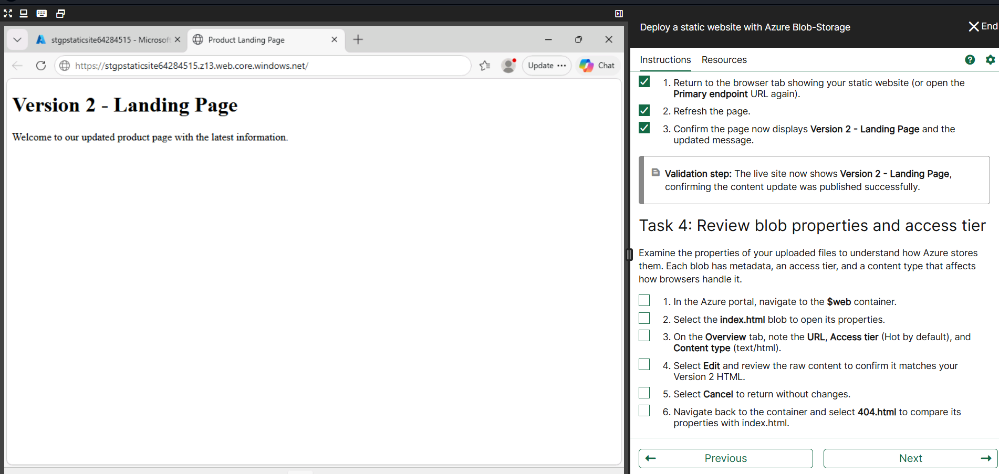 stgpstaticsite64284515 - Microsoft
Product Landing Page
https://stgpstaticsite64284515.z13.web.core.windows.net/
Update
Chat
Version 2 - Landing Page
Welcome to our updated product page with the latest information.
Deploy a static website with Azure Blob-Storage
End
Instructions
Resources
1. Return to the browser tab showing your static website (or open the
Primary endpoint URL again).
2. Refresh the page.
3. Confirm the page now displays Version 2 - Landing Page and the
updated message.
Validation step: The live site now shows Version 2 - Landing Page,
confirming the content update was published successfully.
Task 4: Review blob properties and access tier
Examine the properties of your uploaded files to understand how Azure stores
them. Each blob has metadata, an access tier, and a content type that affects
how browsers handle it.
1. In the Azure portal, navigate to the $web container.
2. Select the index.html blob to open its properties.
3. On the Overview tab, note the URL, Access tier (Hot by default), and
Content type (text/html).
4. Select Edit and review the raw content to confirm it matches your
Version 2 HTML.
5. Select Cancel to return without changes.
6. Navigate back to the container and select 404.html to compare its
properties with index.html.
Previous
Next